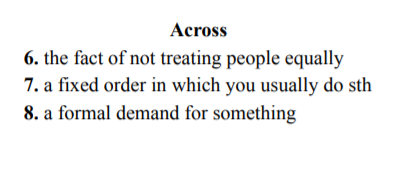 Across
6. the fact of not treating people equally
7. a fixed order in which you usually do sth
8. a formal demand for something